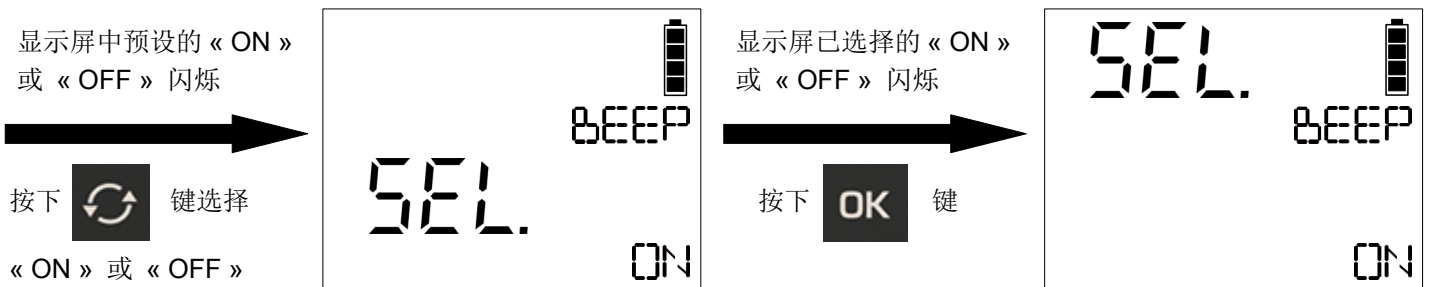 显示屏中预设的 « ON »
或 « OFF » 闪烁
按下 键选择
« ON » 或 « OFF »
BEEP
SEL.
ON
显示屏已选择的 « ON »
或 « OFF » 闪烁
按下 OK 键
SEL.
BEEP
ON